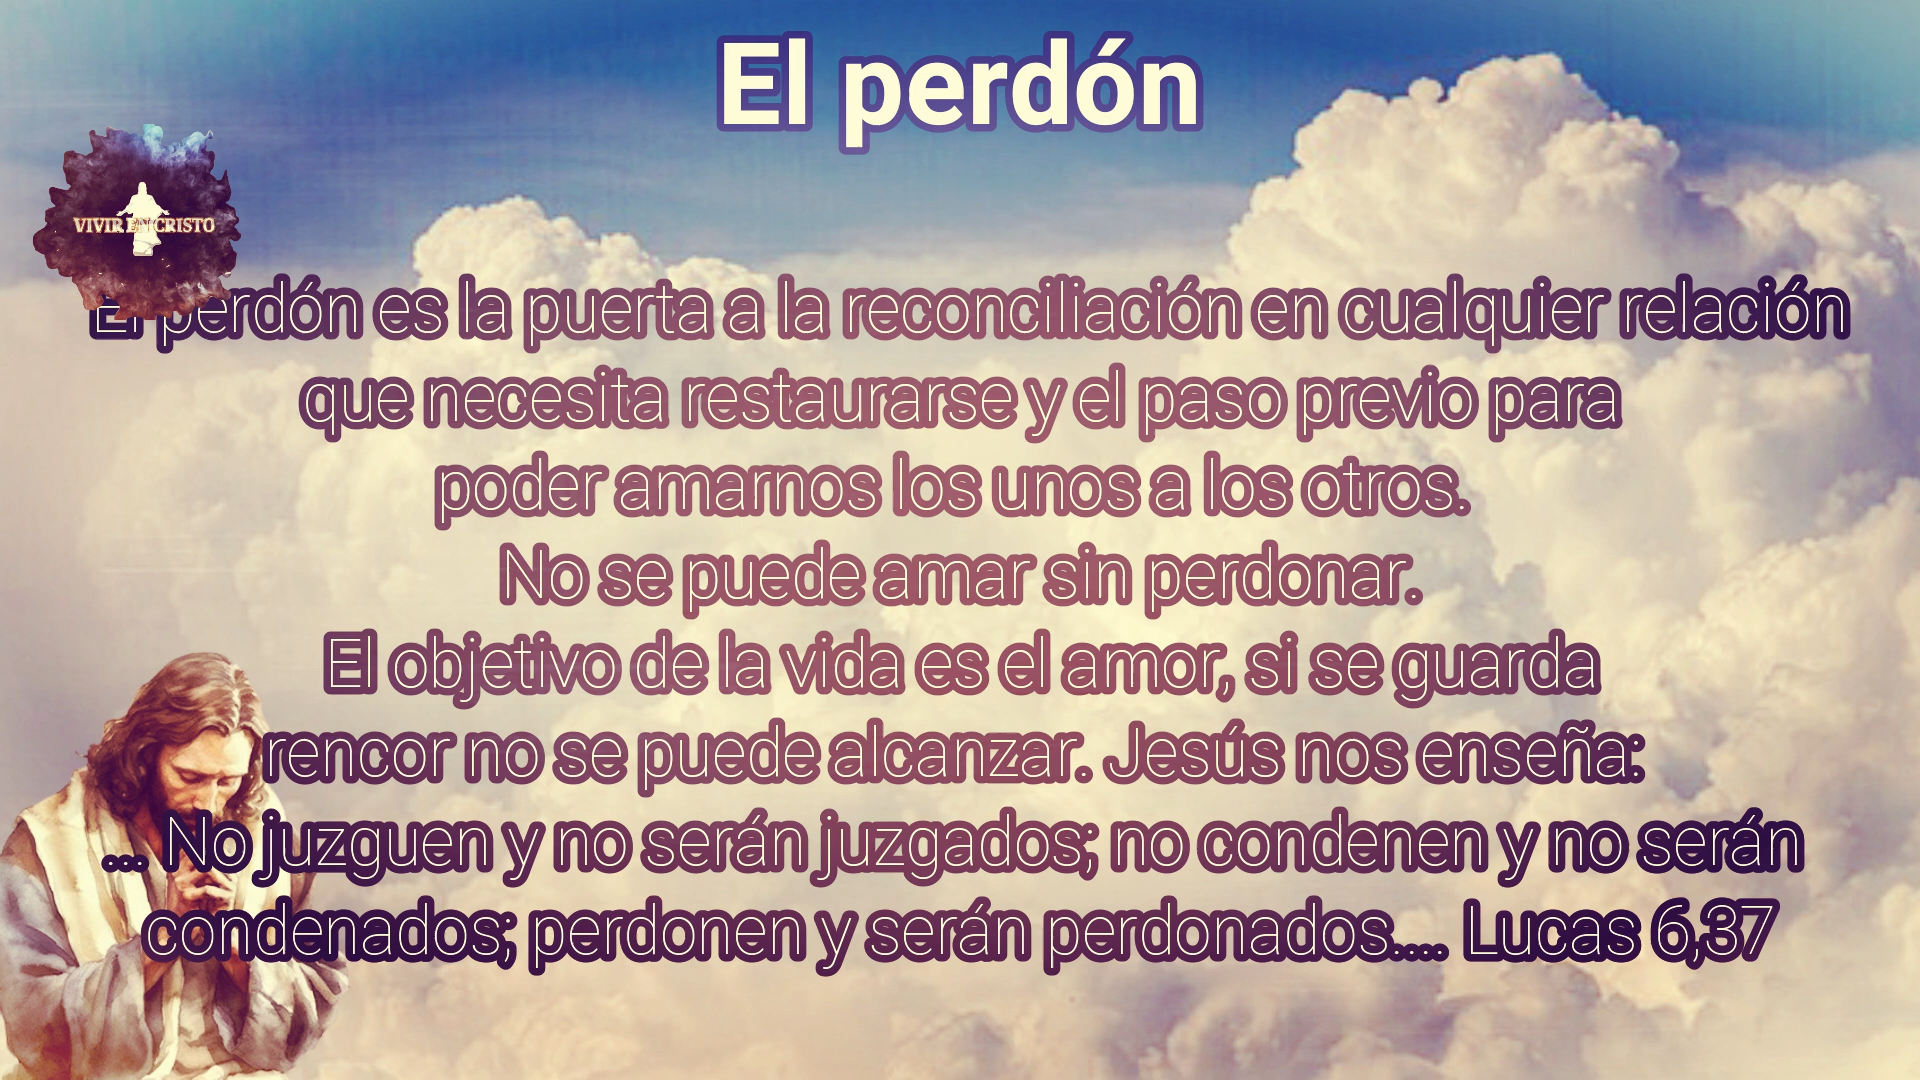 El perdón
VIVIR EN CRISTO
El perdón es la puerta a la reconciliación en cualquier relación
que necesita restaurarse y el paso previo para
poder amarnos los unos a los otros.
No se puede amar sin perdonar.
El objetivo de la vida es el amor, si se guarda
rencor no se puede alcanzar. Jesús nos enseña:
... No juzguen y no serán juzgados; no condenen y no serán
condenados; perdonen y serán perdonados.... Lucas 6,37